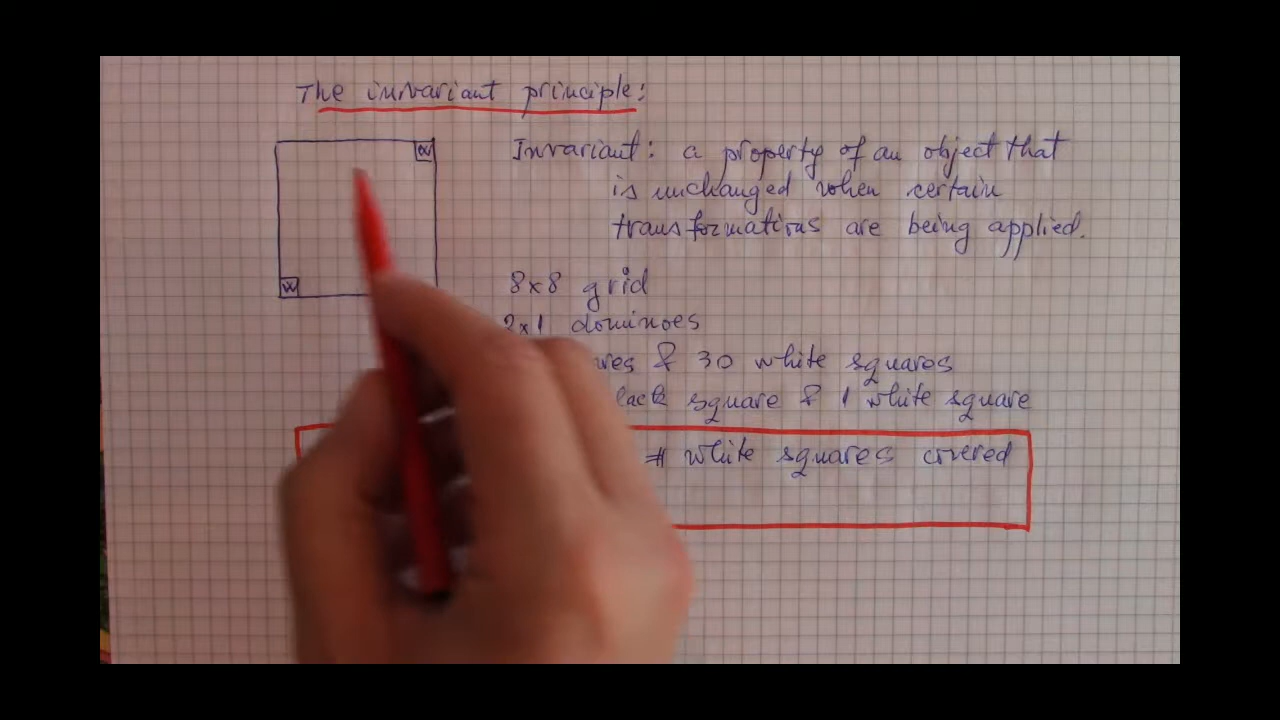 The invariant principle:
W
Invariant: a property of an object that
is unchanged when certain
transformations are being applied.
W
8x8 grid
2x1 dominoes
& 30 white squares
square & 1 white square
# white squares covered